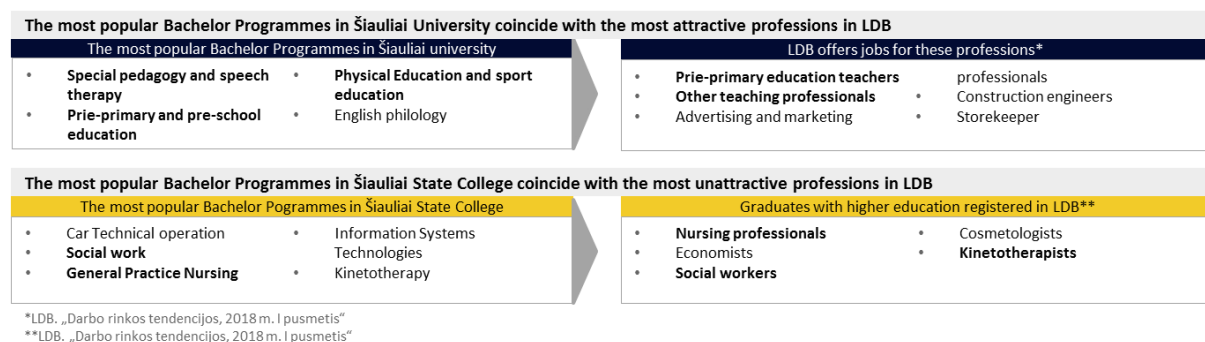 The most popular Bachelor Programmes in Šiauliai University coincide with the most attractive professions in LDB
The most popular Bachelor Programmes in Šiauliai university
• Special pedagogy and speech
therapy
• Prie-primary and pre-school
education
• Physical Education and sport
education
• English philology
LDB offers jobs for these professions*
• Prie-primary education teachers
• Other teaching professionals
• Advertising and marketing
professionals
• Construction engineers
• Storekeeper
The most popular Bachelor Programmes in Šiauliai State College coincide with the most unattractive professions in LDB
The most popular Bachelor Pogrammes in Šiauliai State College
• Car Technical operation
• Social work
• General Practice Nursing
• Information Systems
Technologies
• Kinetotherapy
Graduates with higher education registered in LDB**
• Nursing professionals
• Economists
• Social workers
• Cosmetologists
• Kinetotherapists
*LDB. „Darbo rinkos tendencijos, 2018 m. I pusmetis“
**LDB. „Darbo rinkos tendencijos, 2018 m. I pusmetis“